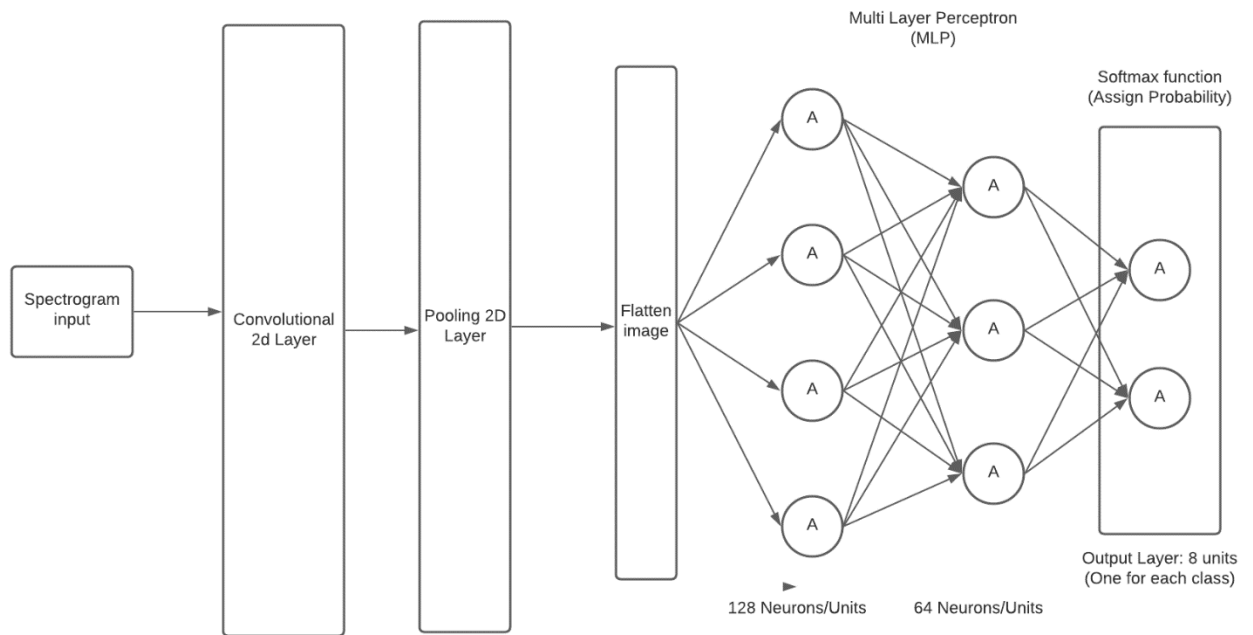 Spectrogram
input
Convolutional
2d Layer
Pooling 2D
Layer
Flatten
image
Multi Layer Perceptron
(MLP)
A
A
A
A
128 Neurons/Units
A
A
A
64 Neurons/Units
Softmax function
(Assign Probability)
A
A
Output Layer: 8 units
(One for each class)